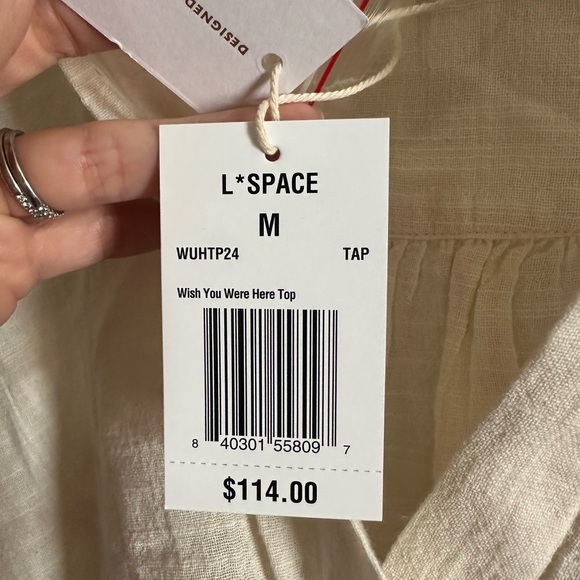 DESIGNED
L*SPACE
M
WUHTP24 TAP
Wish You Were Here Top
8 40301 55809 7
$114.00